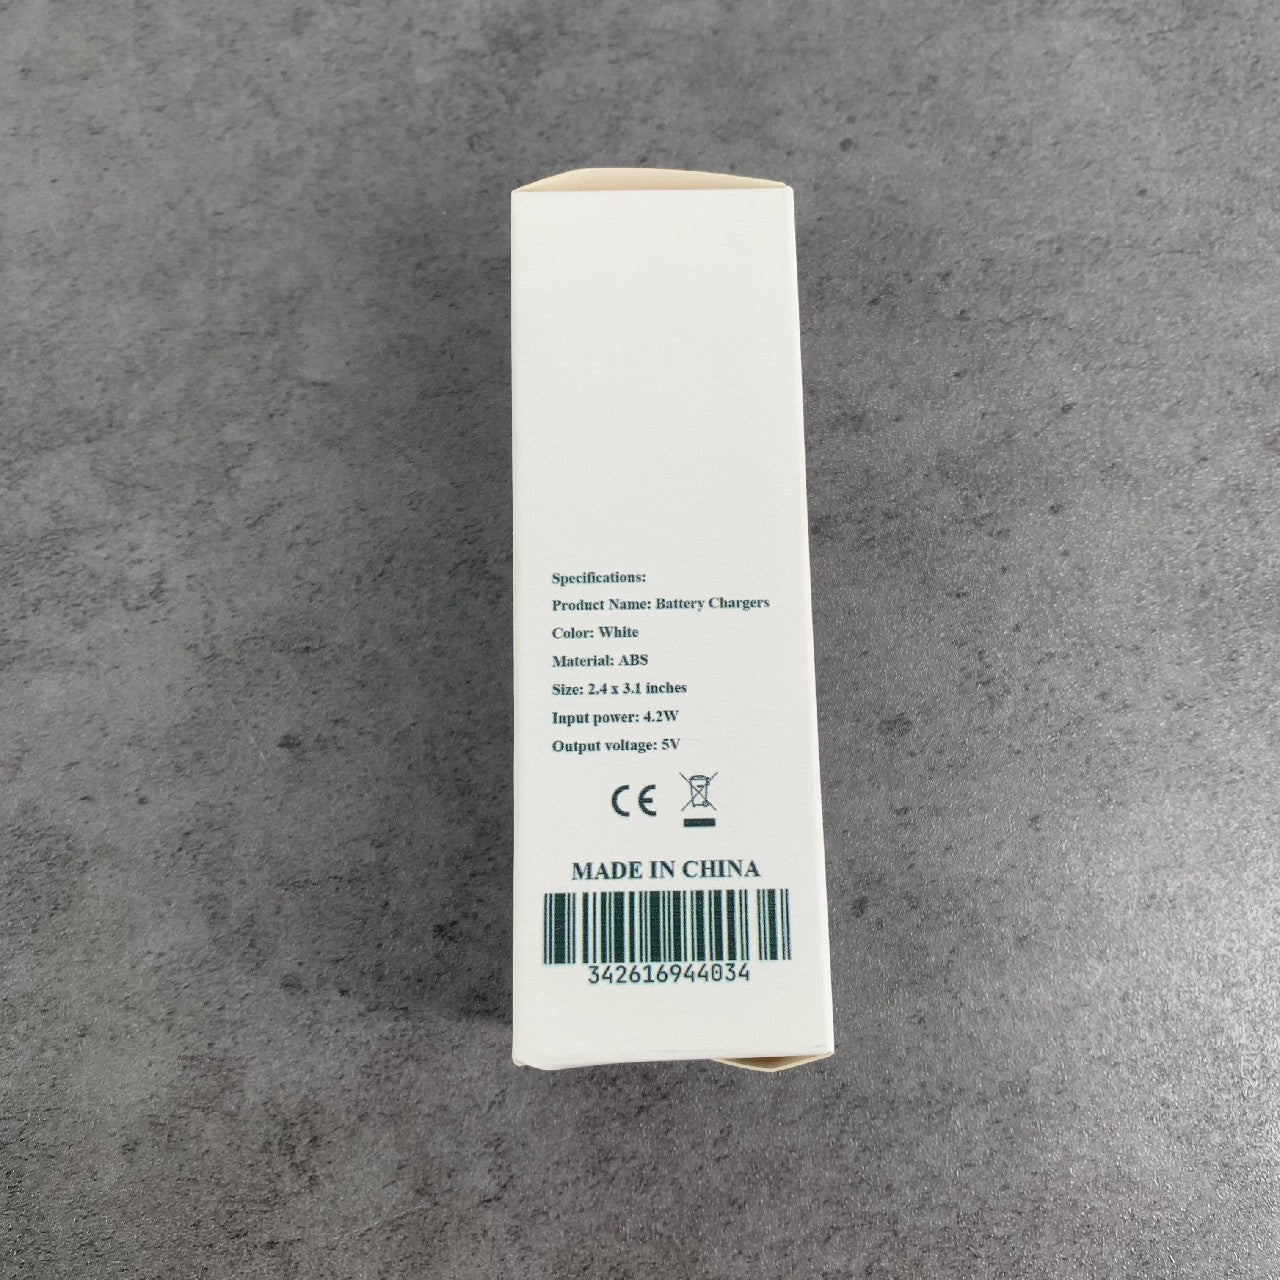 Specifications:
Product Name: Battery Chargers
Color: White
Material: ABS
Size: 2.4 x 3.1 inches
Input power: 4.2W
Output voltage: 5V
CE
MADE IN CHINA
342616944034